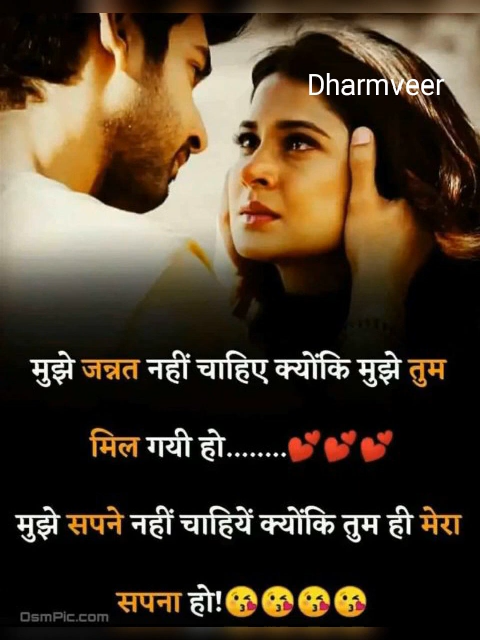 Dharmveer
मुझे जन्नत नहीं चाहिए क्योंकि मुझे तुम
मिल गयी हो........💕💕💕
मुझे सपने नहीं चाहियें क्योंकि तुम ही मेरा
सपना हो!😘😘😘😘
OsmPic.com